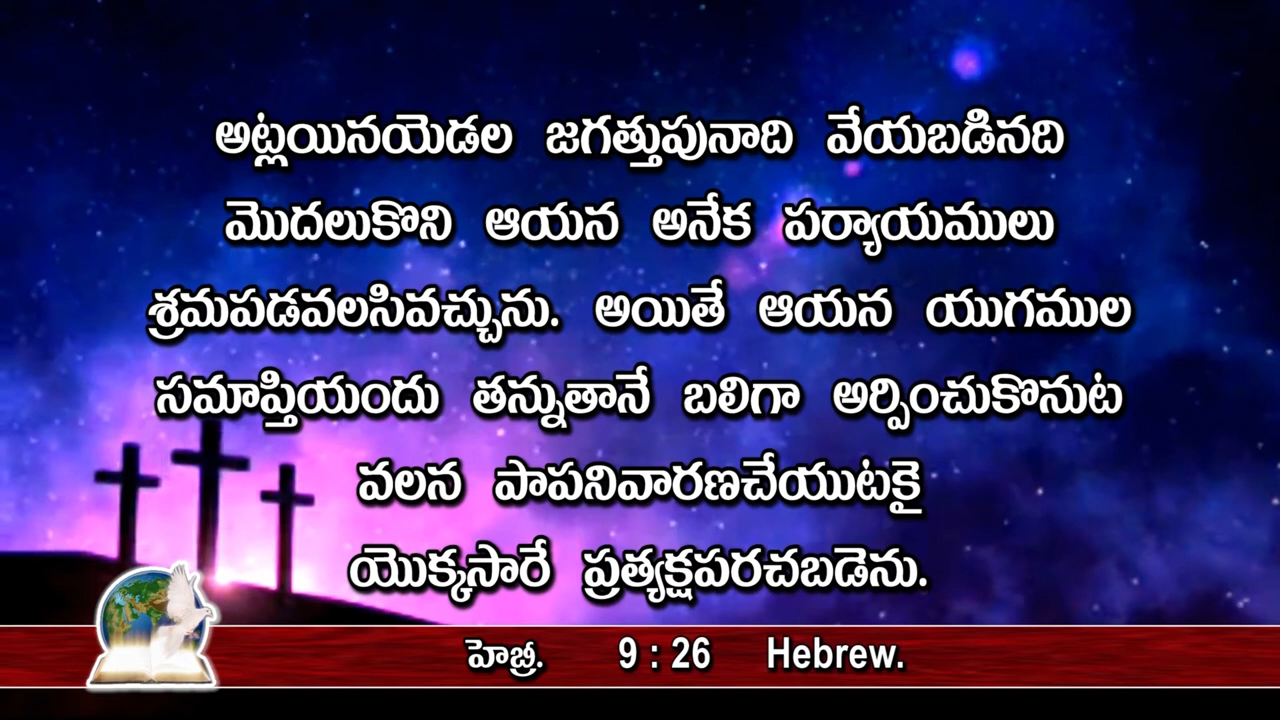 అట్లయినయెడల జగత్తుపునాది వేయబడినది
మొదలుకొని ఆయన అనేక పర్యాయములు
శ్రమపడవలసివచ్చును. అయితే ఆయన యుగముల
సమాప్తియందు తన్నుతానే బలిగా అర్పించుకొనుట
వలన పాపనివారణచేయుటకై
యొక్కసారే ప్రత్యక్షపరచబడెను.
హెబ్రీ. 9 : 26 Hebrew.